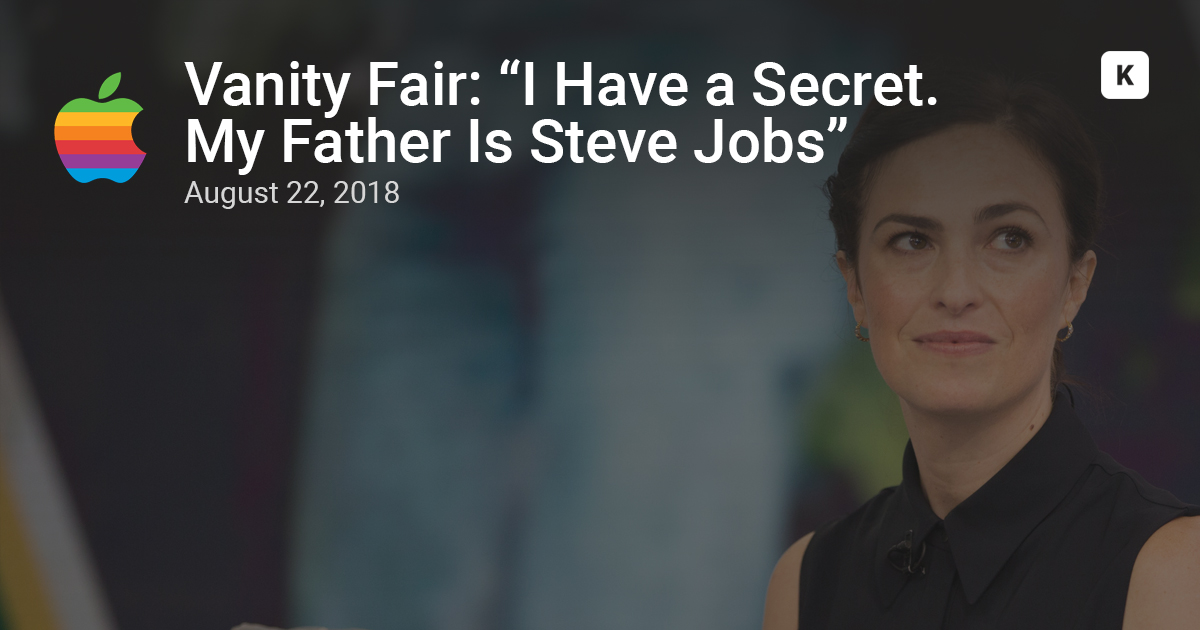 Vanity Fair: “I Have a Secret.
My Father Is Steve Jobs”
August 22, 2018
K